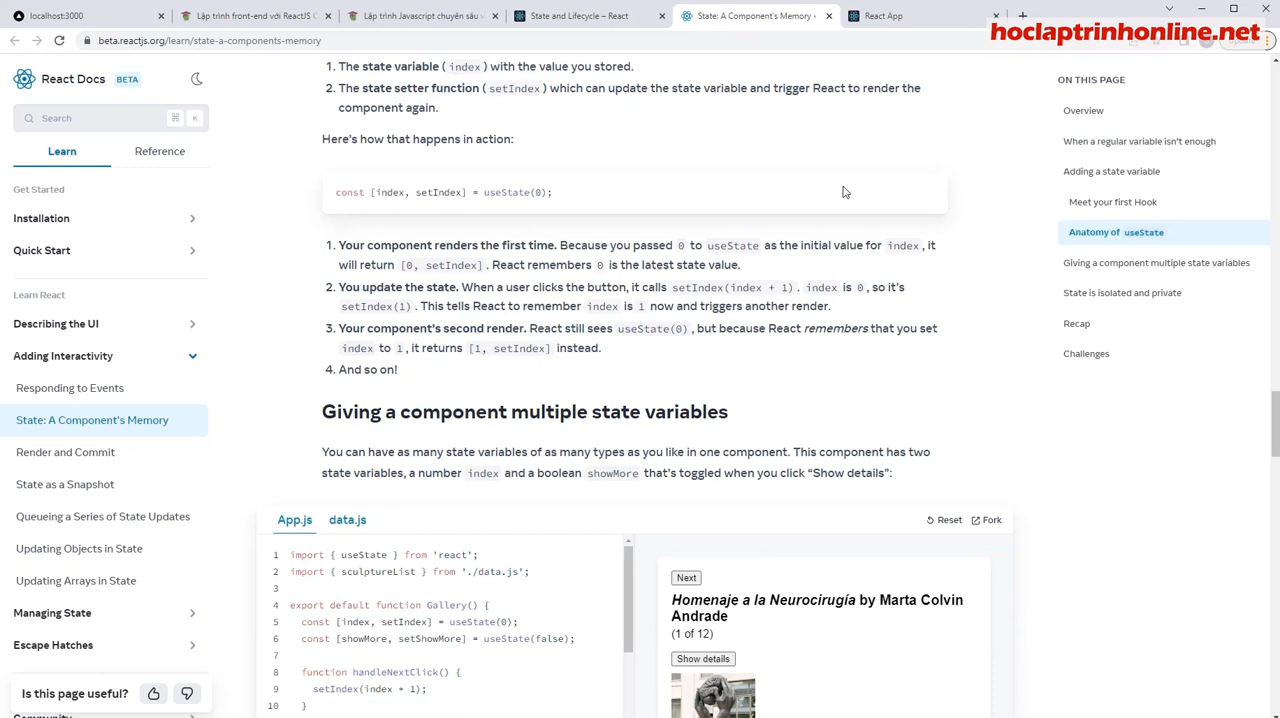 localhost:3000
Lập trình front-end với ReactJS C
Lập trình Javascript chuyên sâu v
State and Lifecycle – React
State: A Component's Memory
React App
hoclaptrinhonline.net
beta.reactjs.org/learn/state-a-components-memory
React Docs
BETA
Search
⌘
K
Learn
Reference
Get Started
Installation
Quick Start
Learn React
Describing the UI
Adding Interactivity
Responding to Events
State: A Component's Memory
Render and Commit
State as a Snapshot
Queueing a Series of State Updates
Updating Objects in State
Updating Arrays in State
Managing State
Escape Hatches
Is this page useful?
1. The state variable (index) with the value you stored.
2. The state setter function (setIndex) which can update the state variable and trigger React to render the
component again.
Here's how that happens in action:
const [index, setIndex] = useState(0);
1. Your component renders the first time. Because you passed 0 to useState as the initial value for index, it
will return [0, setIndex]. React remembers 0 is the latest state value.
2. You update the state. When a user clicks the button, it calls setIndex(index + 1). index is 0, so it's
setIndex(1). This tells React to remember index is 1 now and triggers another render.
3. Your component's second render. React still sees useState(0), but because React remembers that you set
index to 1, it returns [1, setIndex] instead.
4. And so on!
Giving a component multiple state variables
You can have as many state variables of as many types as you like in one component. This component has two
state variables, a number index and a boolean showMore that's toggled when you click “Show details”:
App.js
data.js
Reset
Fork
1 import { useState } from 'react';
2 import { sculptureList } from './data.js';
3
4 export default function Gallery() {
5 const [index, setIndex] = useState(0);
6 const [showMore, setShowMore] = useState(false);
7
8 function handleNextClick() {
9 setIndex(index + 1);
10 }
Next
Homenaje a la Neurocirugía by Marta Colvin
Andrade
(1 of 12)
Show details
ON THIS PAGE
Overview
When a regular variable isn't enough
Adding a state variable
Meet your first Hook
Anatomy of useState
Giving a component multiple state variables
State is isolated and private
Recap
Challenges